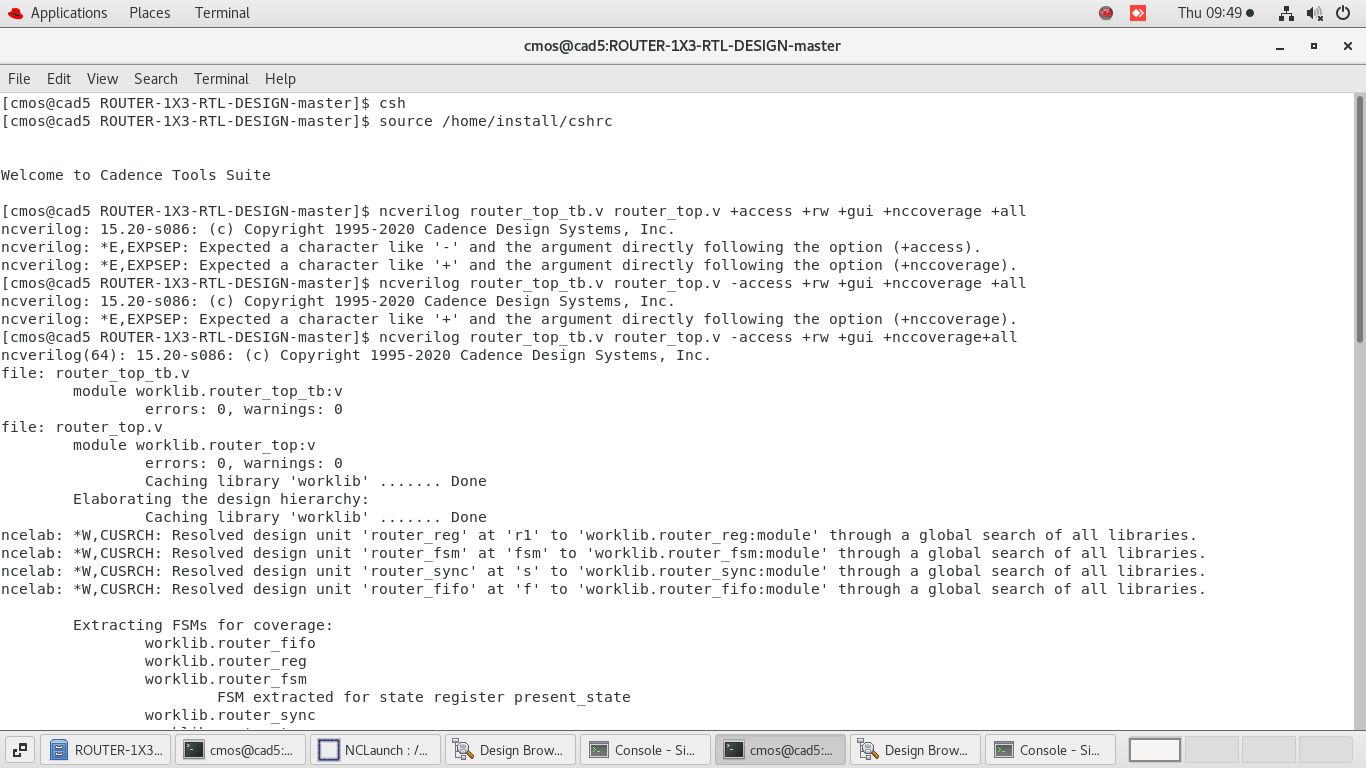 Applications Places Terminal Thu 09:49
cmos@cad5:ROUTER-1X3-RTL-DESIGN-master
File Edit View Search Terminal Help
[cmos@cad5 ROUTER-1X3-RTL-DESIGN-master]$ csh
[cmos@cad5 ROUTER-1X3-RTL-DESIGN-master]$ source /home/install/cshrc
Welcome to Cadence Tools Suite
[cmos@cad5 ROUTER-1X3-RTL-DESIGN-master]$ ncverilog router_top_tb.v router_top.v +access +rw +gui +nccoverage +all
ncverilog: 15.20-s086: (c) Copyright 1995-2020 Cadence Design Systems, Inc.
ncverilog: *E,EXPSEP: Expected a character like '-' and the argument directly following the option (+access).
ncverilog: *E,EXPSEP: Expected a character like '+' and the argument directly following the option (+nccoverage).
[cmos@cad5 ROUTER-1X3-RTL-DESIGN-master]$ ncverilog router_top_tb.v router_top.v -access +rw +gui +nccoverage +all
ncverilog: 15.20-s086: (c) Copyright 1995-2020 Cadence Design Systems, Inc.
ncverilog: *E,EXPSEP: Expected a character like '+' and the argument directly following the option (+nccoverage).
[cmos@cad5 ROUTER-1X3-RTL-DESIGN-master]$ ncverilog router_top_tb.v router_top.v -access +rw +gui +nccoverage+all
ncverilog(64): 15.20-s086: (c) Copyright 1995-2020 Cadence Design Systems, Inc.
file: router_top_tb.v
module worklib.router_top_tb:v
errors: 0, warnings: 0
file: router_top.v
module worklib.router_top:v
errors: 0, warnings: 0
Caching library 'worklib' ....... Done
Elaborating the design hierarchy:
Caching library 'worklib' ....... Done
ncelab: *W,CUSRCH: Resolved design unit 'router_reg' at 'r1' to 'worklib.router_reg:module' through a global search of all libraries.
ncelab: *W,CUSRCH: Resolved design unit 'router_fsm' at 'fsm' to 'worklib.router_fsm:module' through a global search of all libraries.
ncelab: *W,CUSRCH: Resolved design unit 'router_sync' at 's' to 'worklib.router_sync:module' through a global search of all libraries.
ncelab: *W,CUSRCH: Resolved design unit 'router_fifo' at 'f' to 'worklib.router_fifo:module' through a global search of all libraries.
Extracting FSMs for coverage:
worklib.router_fifo
worklib.router_reg
worklib.router_fsm
FSM extracted for state register present_state
worklib.router_sync
ROUTER-1X3... cmos@cad5:... NCLaunch : /... Design Brow... Console - Si... cmos@cad5:... Design Brow... Console - Si...